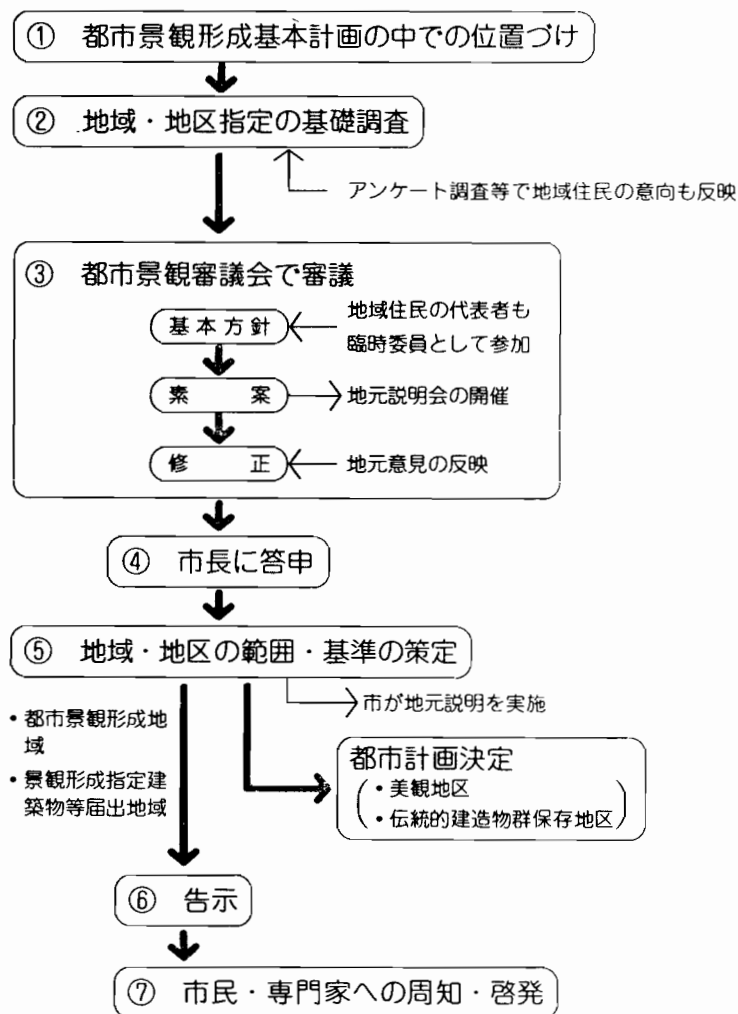 ① 都市景観形成基本計画の中での位置づけ
② 地域・地区指定の基礎調査
アンケート調査等で地域住民の意向も反映
③ 都市景観審議会で審議
基本方針
地域住民の代表者も
臨時委員として参加
素 案
地元説明会の開催
修 正
地元意見の反映
④ 市長に答申
⑤ 地域・地区の範囲・基準の策定
市が地元説明を実施
・都市景観形成地
域
・景観形成指定建
築物等届出地域
都市計画決定
・美観地区
・伝統的建造物群保存地区
⑥ 告示
⑦ 市民・専門家への周知・啓発